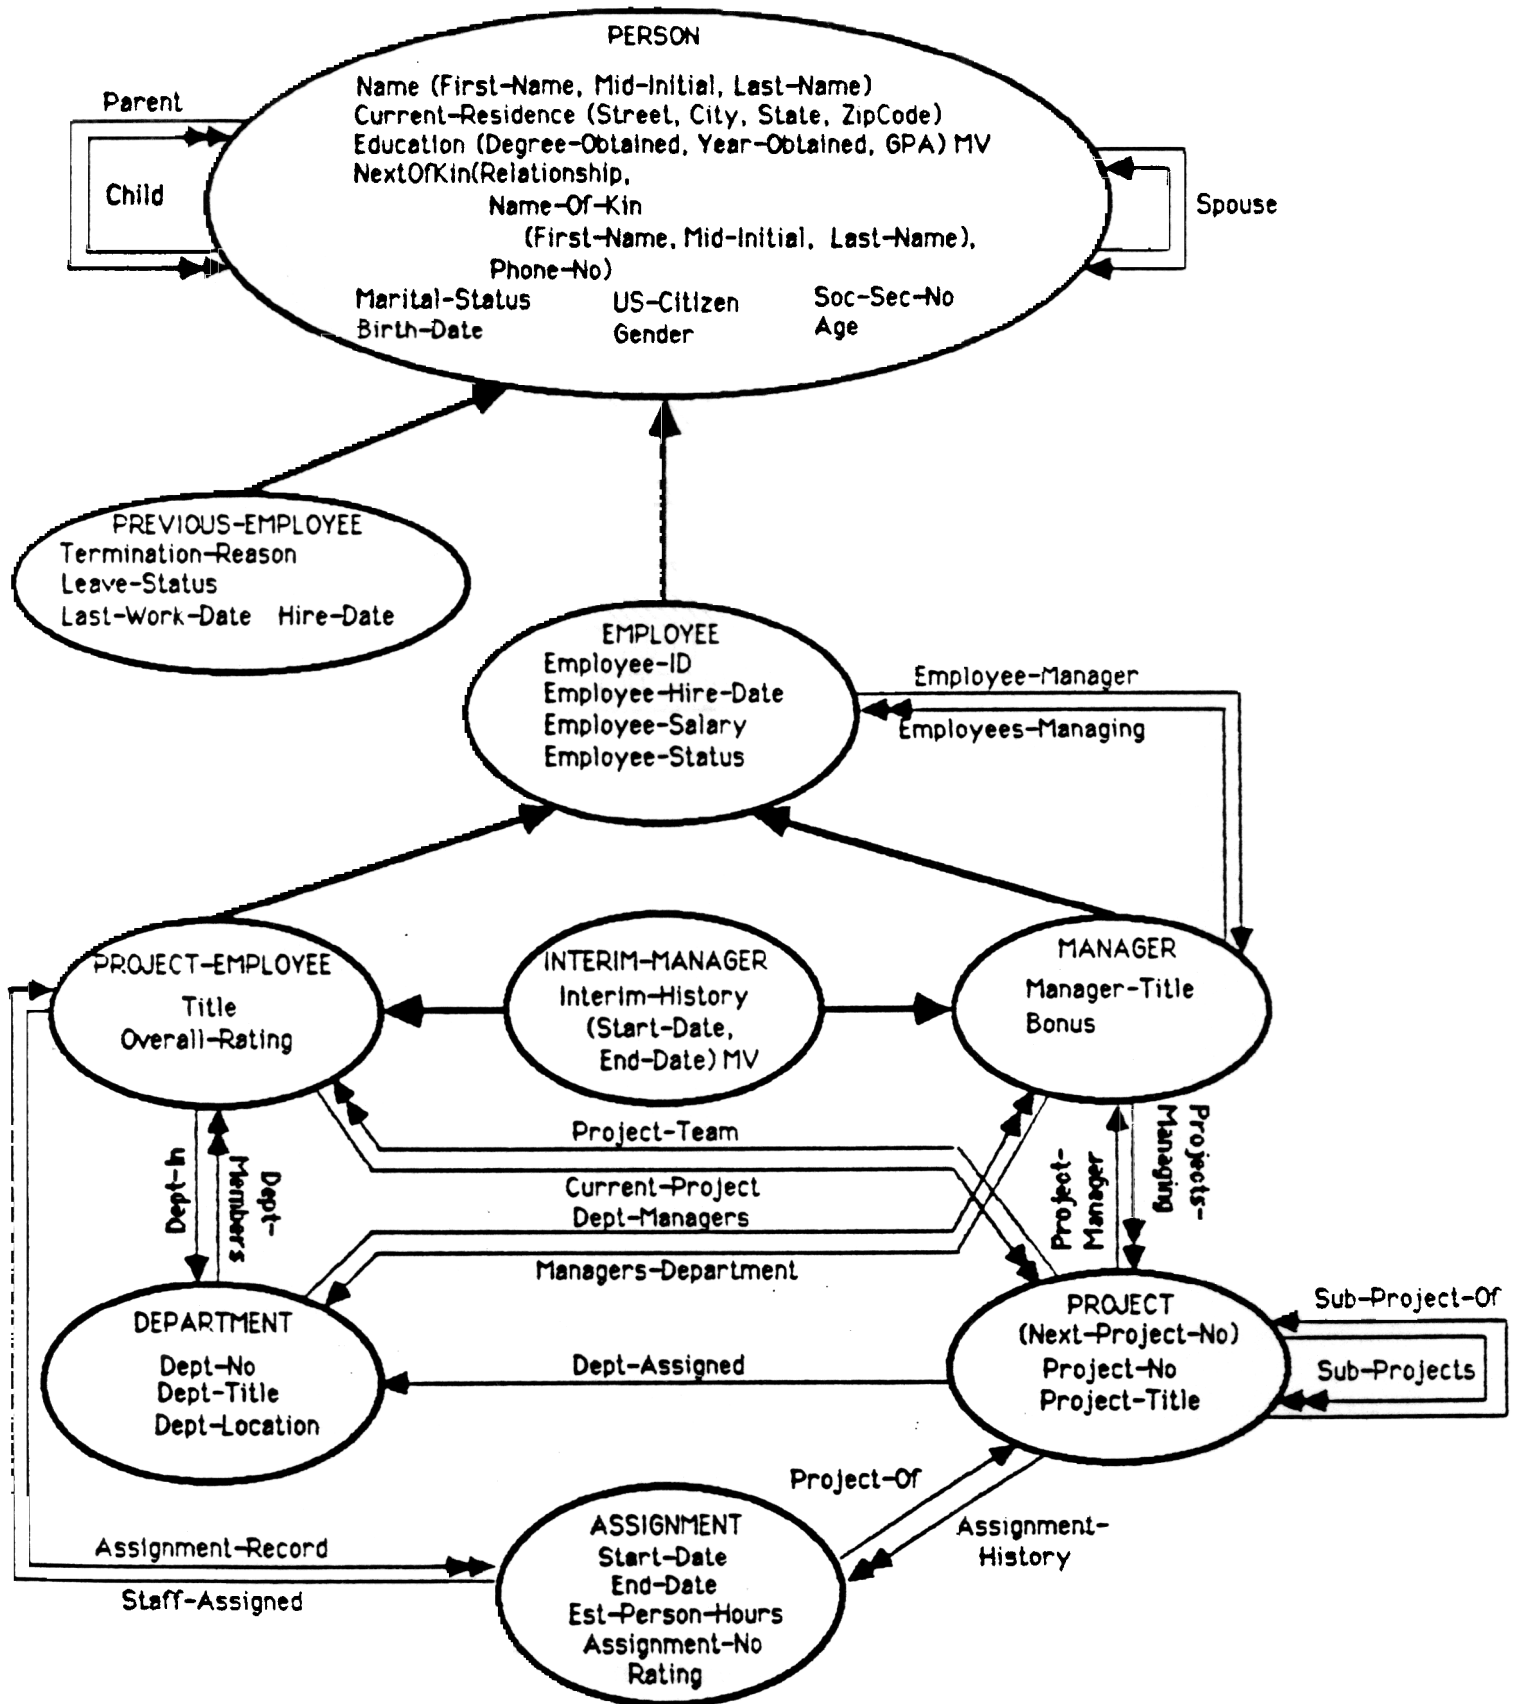 PERSON
Name (First-Name, Mid-Initial, Last-Name)
Current-Residence (Street, City, State, ZipCode)
Education (Degree-Obtained, Year-Obtained, GPA) MV
NextOfKin(Relationship,
Name-Of-Kin
(First-Name, Mid-Initial, Last-Name),
Phone-No)
Marital-Status US-Citizen Soc-Sec-No
Birth-Date Gender Age
Parent
Child
Spouse
PREVIOUS-EMPLOYEE
Termination-Reason
Leave-Status
Last-Work-Date Hire-Date
EMPLOYEE
Employee-ID
Employee-Hire-Date
Employee-Salary
Employee-Status
Employee-Manager
Employees-Managing
PROJECT-EMPLOYEE
Title
Overall-Rating
INTERIM-MANAGER
Interim-History
(Start-Date,
End-Date) MV
MANAGER
Manager-Title
Bonus
Dept-In
Dept-
Members
Project-Team
Current-Project
Dept-Managers
Managers-Department
Project-
Manager
Projects-
Managing
DEPARTMENT
Dept-No
Dept-Title
Dept-Location
Dept-Assigned
PROJECT
(Next-Project-No)
Project-No
Project-Title
Sub-Project-Of
Sub-Projects
Project-Of
Assignment-
History
ASSIGNMENT
Start-Date
End-Date
Est-Person-Hours
Assignment-No
Rating
Assignment-Record
Staff-Assigned